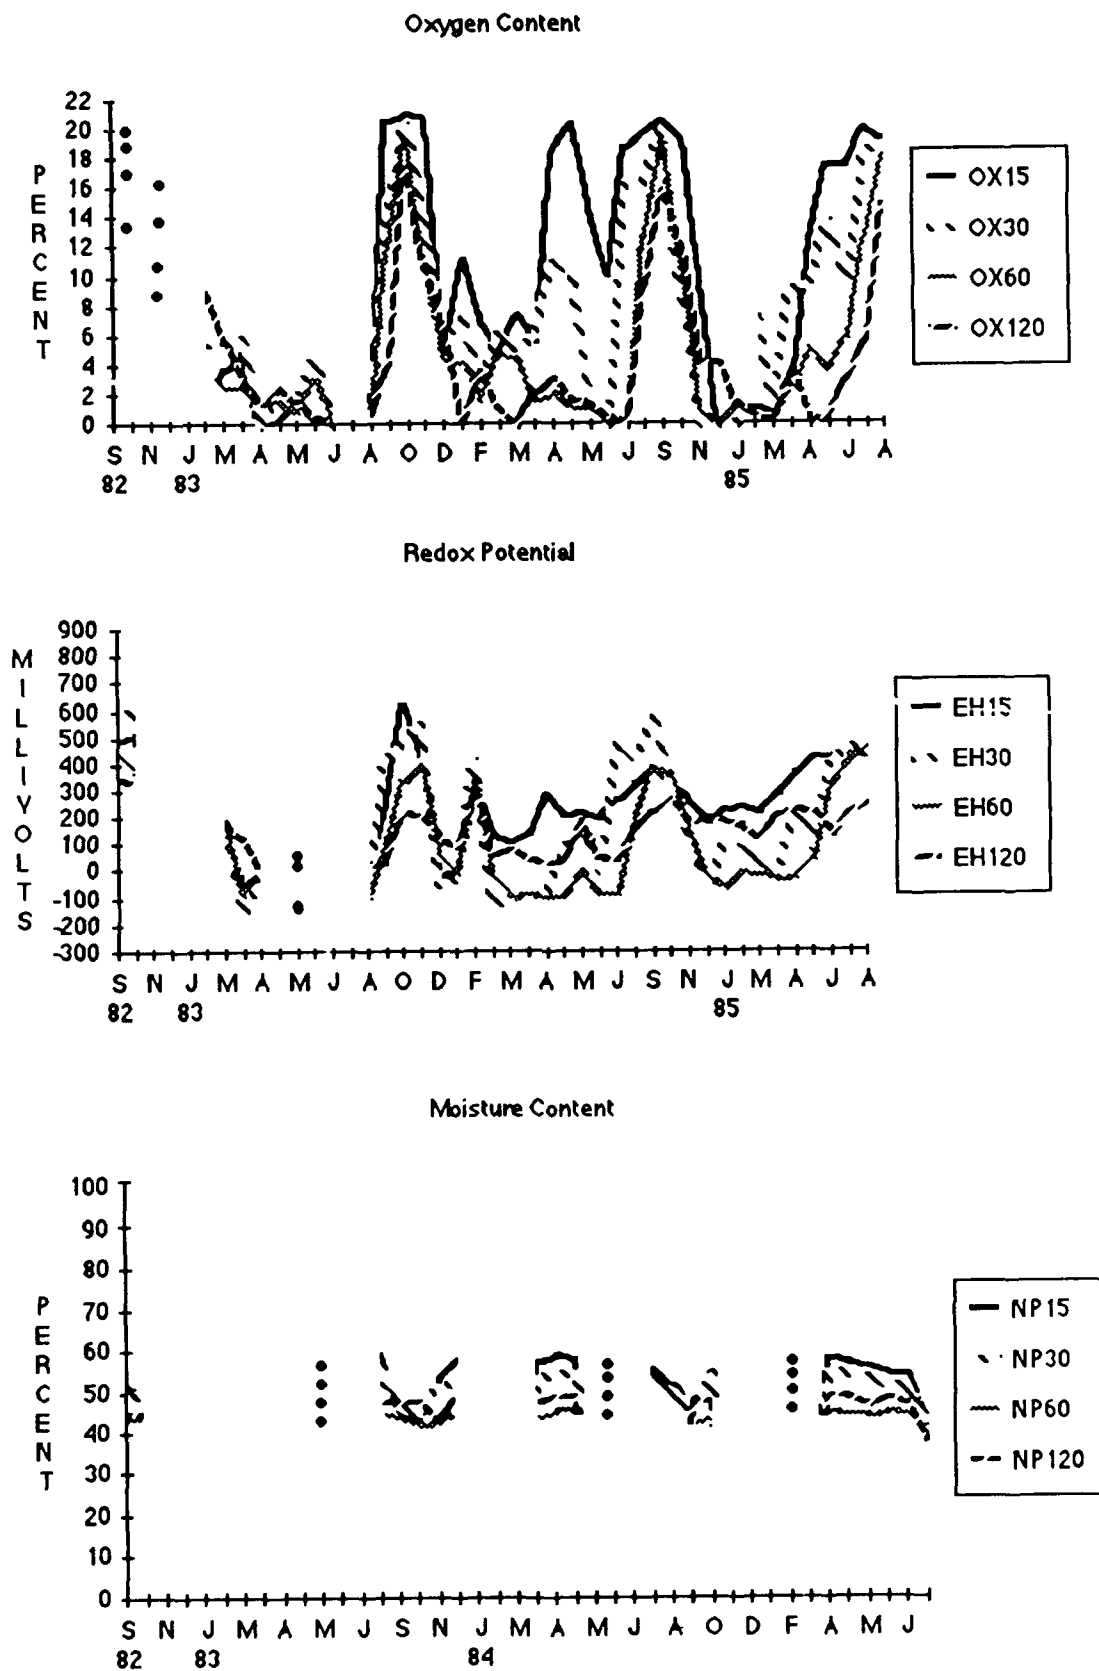 Oxygen Content
PERCENT
22
20
18
16
14
12
10
8
6
4
2
0
S N J M A M J A O D F M A M J S N J M A J A
82 83 85
OX15
OX30
OX60
OX120
Redox Potential
MILLIVOLTS
900
800
700
600
500
400
300
200
100
0
-100
-200
-300
S N J M A M J A O D F M A M J S N J M A J A
82 83 85
EH15
EH30
EH60
EH120
Moisture Content
PERCENT
100
90
80
70
60
50
40
30
20
10
0
S N J M A M J S N J M A M J A O D F A M J
82 83 84
NP15
NP30
NP60
NP120